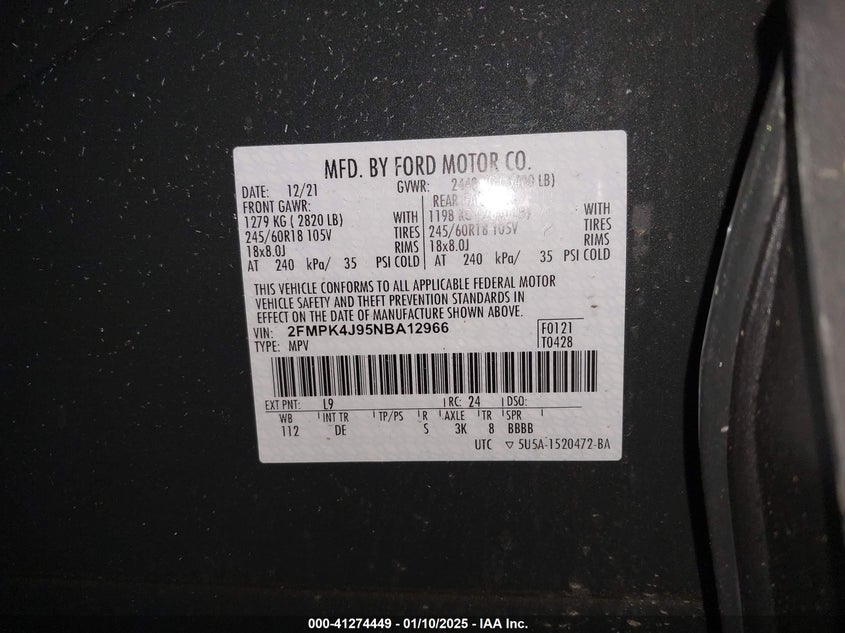 MFD. BY FORD MOTOR CO.
DATE: 12/21 GVWR: LB)
FRONT GAWR: REAR
1279 KG ( 2820 LB) WITH 1198 WITH
245/60R18 105V TIRES 245/60R18 105V TIRES
18x8.0J RIMS 18x8.0J RIMS
AT 240 kPa/ 35 PSI COLD AT 240 kPa/ 35 PSI COLD
THIS VEHICLE CONFORMS TO ALL APPLICABLE FEDERAL MOTOR
VEHICLE SAFETY AND THEFT PREVENTION STANDARDS IN
EFFECT ON THE DATE OF MANUFACTURE SHOWN ABOVE.
VIN: 2FMPK4J95NBA12966 F0121
TYPE: MPV T0428
EXT PNT: L9 RC: 24 DSO:
WB INT TR TP/PS R AXLE TR SPR
112 DE S 3K 8 BBBB
UTC ▽ 5U5A-1520472-BA
000-41274449 — 01/10/2025 — IAA Inc.